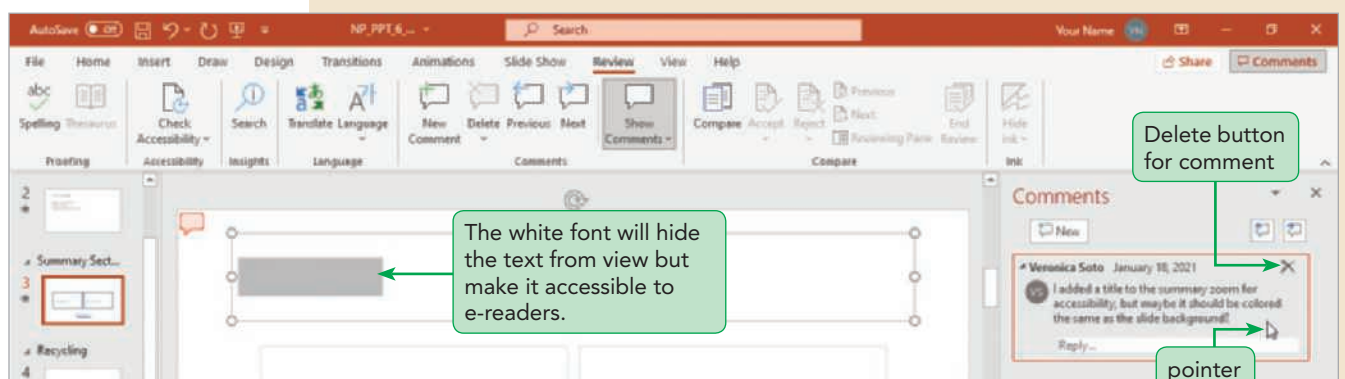 AutoSave Off NP_PPT_6_... Search Your Name
File Home Insert Draw Design Transitions Animations Slide Show Review View Help Share Comments
abc
Spelling Thesaurus Check Accessibility Search Translate Language New Comment Delete Previous Next Show Comments Compare Accept Reject Previous Next Reviewing Pane End Review Hide Ink
Proofing Accessibility Insights Language Comments Compare Ink
Delete button
for comment
2
Summary Sect...
3
Recycling
4
The white font will hide
the text from view but
make it accessible to
e-readers.
Comments
New
Veronica Soto January 18, 2021
VS
I added a title to the summary zoom for
accessibility, but maybe it should be colored
the same as the slide background?
Reply...
pointer